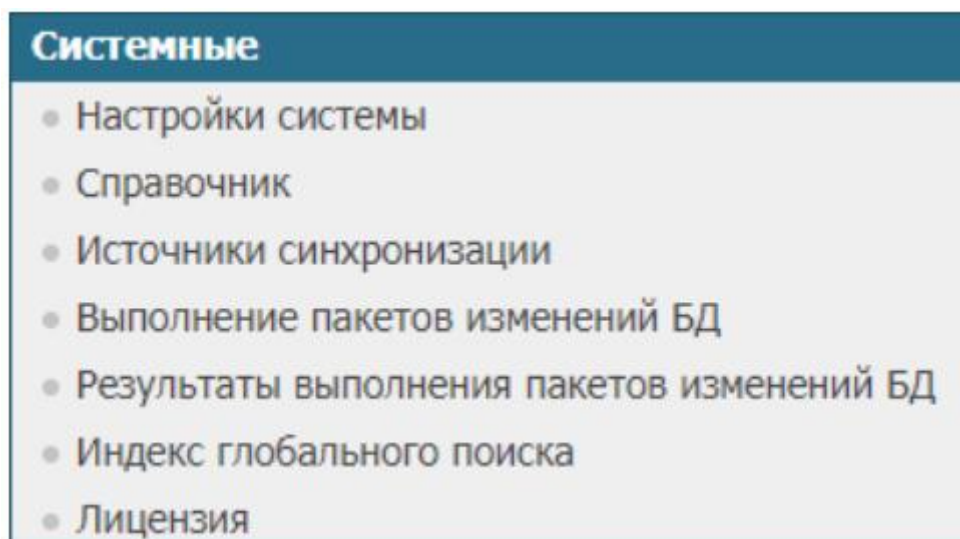 Системные
Настройки системы
Справочник
Источники синхронизации
Выполнение пакетов изменений БД
Результаты выполнения пакетов изменений БД
Индекс глобального поиска
Лицензия